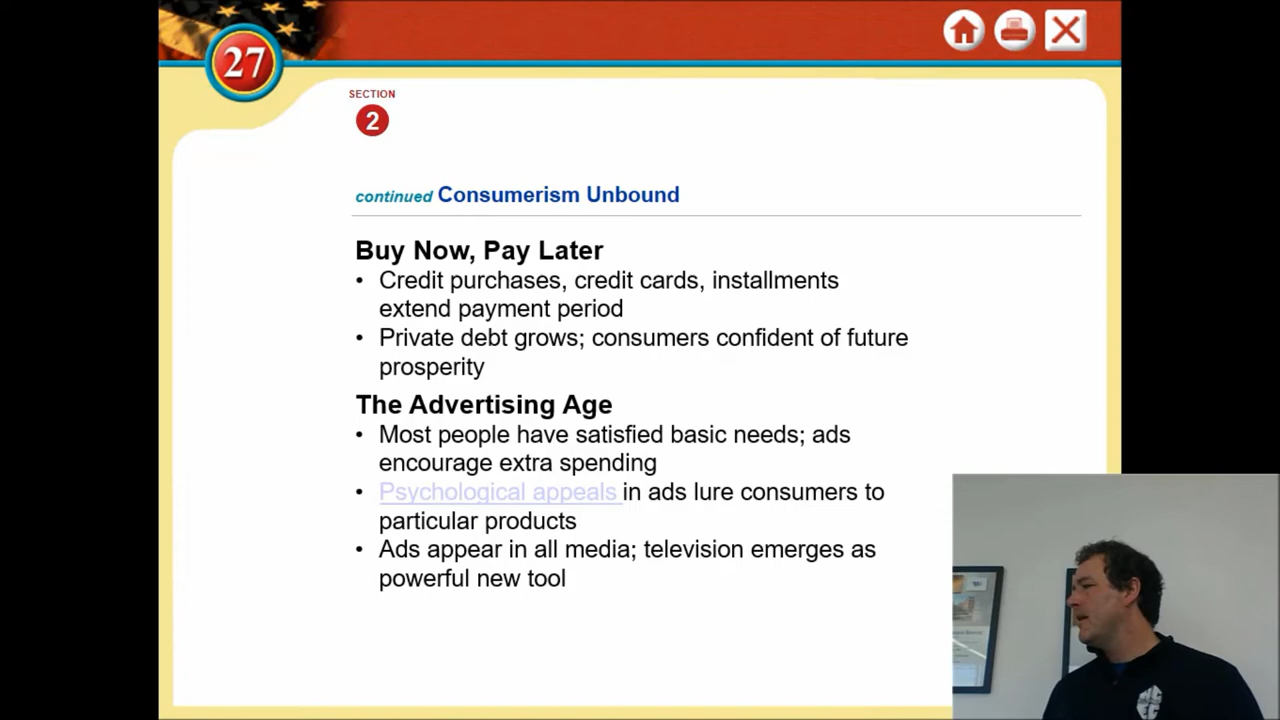 27
SECTION
2
continued Consumerism Unbound
Buy Now, Pay Later
• Credit purchases, credit cards, installments
extend payment period
• Private debt grows; consumers confident of future
prosperity
The Advertising Age
• Most people have satisfied basic needs; ads
encourage extra spending
• Psychological appeals in ads lure consumers to
particular products
• Ads appear in all media; television emerges as
powerful new tool